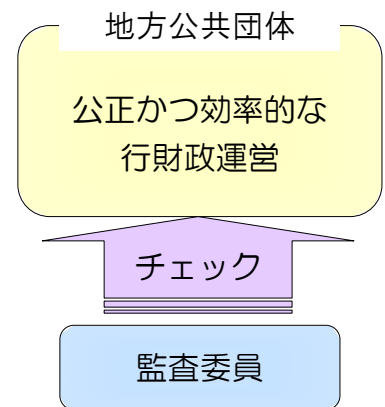 地方公共団体
公正かつ効率的な
行財政運営
チェック
監査委員